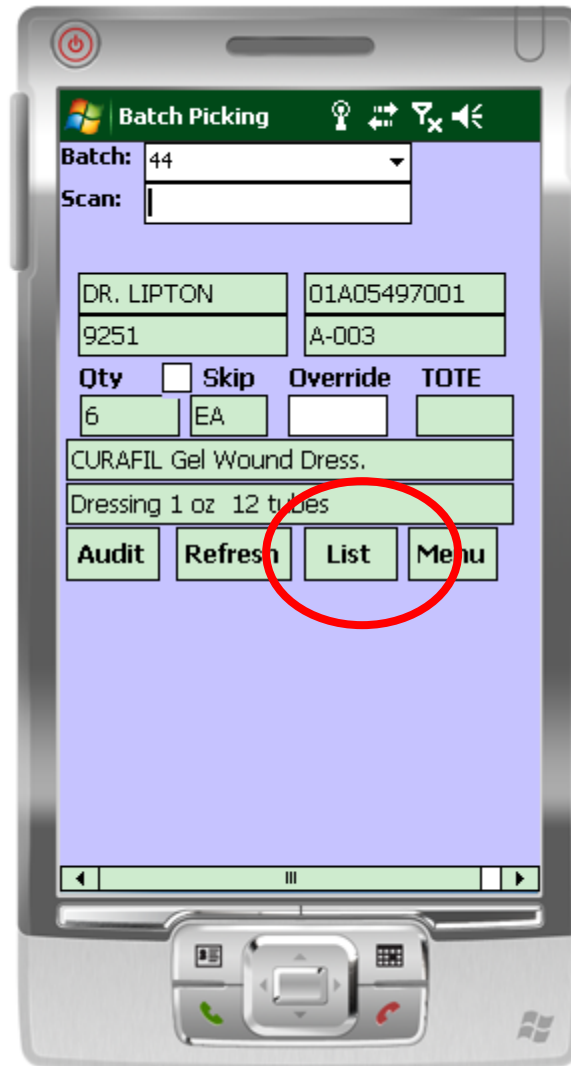 Batch Picking
Batch: 44
Scan:
DR. LIPTON 01A05497001
9251 A-003
Qty Skip Override TOTE
6 EA
CURAFIL Gel Wound Dress.
Dressing 1 oz 12 tubes
Audit Refresh List Menu